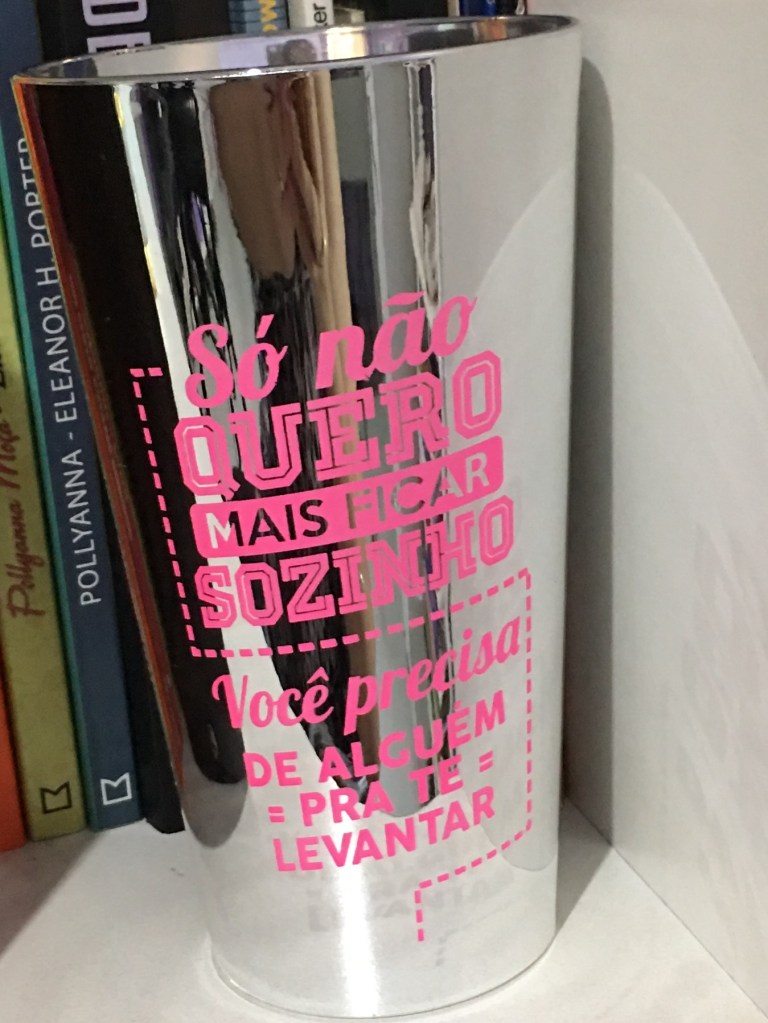 Só não
QUERO
MAIS FICAR
SOZINHO
Você precisa
DE ALGUÉM
= PRA TE =
LEVANTAR
POLLYANNA - ELEANOR H. PORTER
Pollyanna Moça